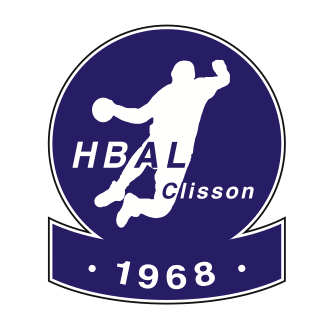 HBAL
Clisson
• 1968 •